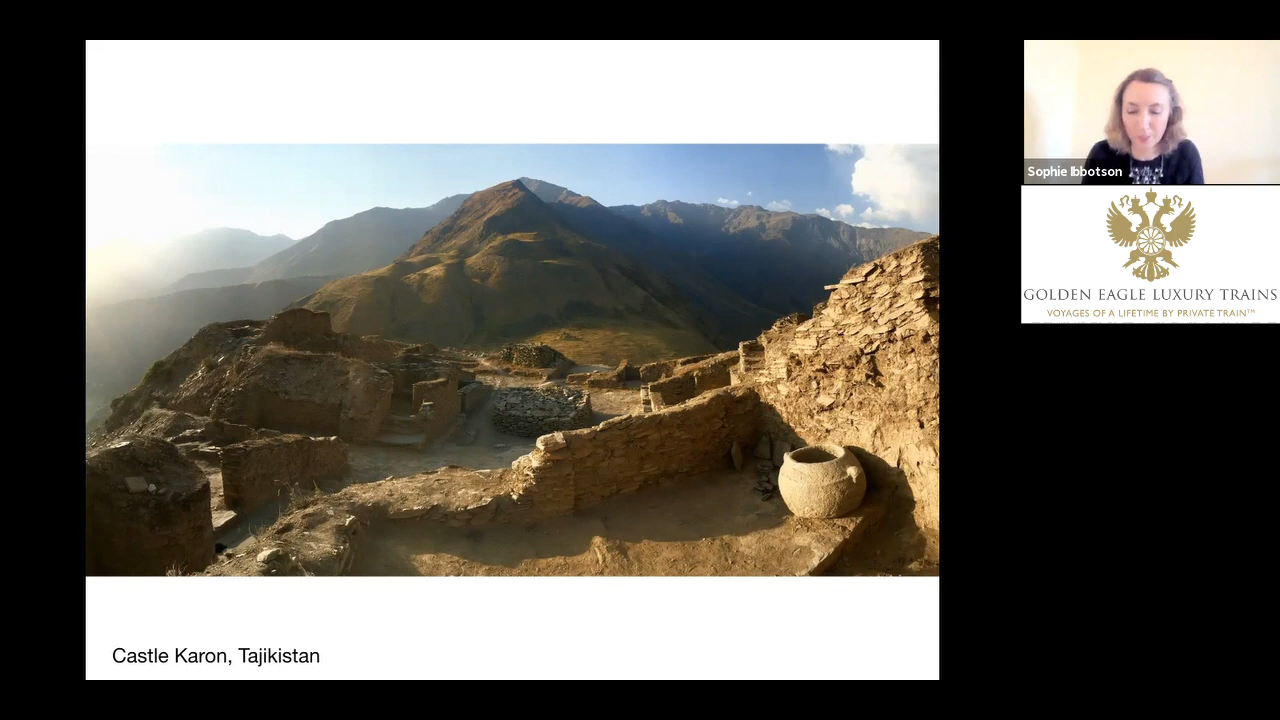 Sophie Ibbotson
GOLDEN EAGLE LUXURY TRAINS
VOYAGES OF A LIFETIME BY PRIVATE TRAIN™
Castle Karon, Tajikistan